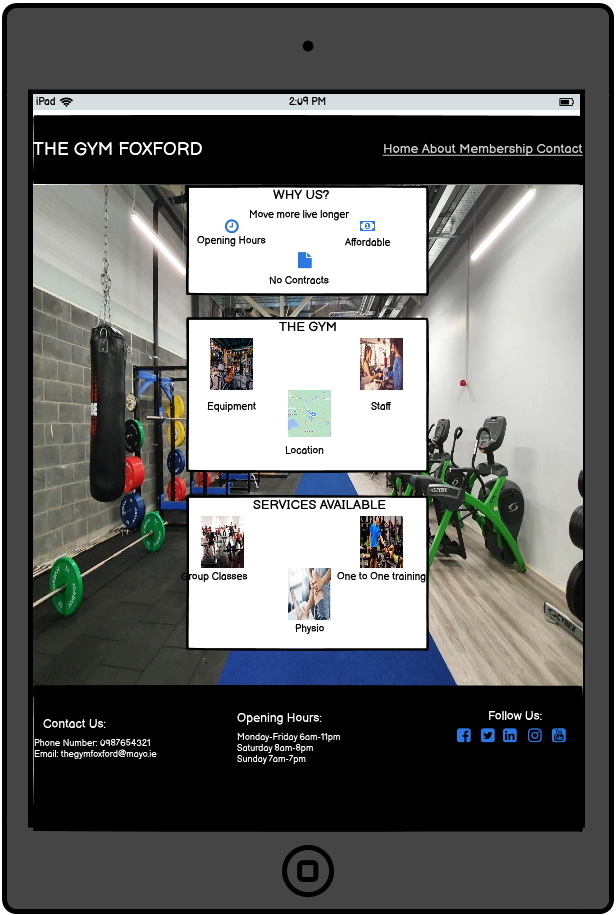 iPad 2:09 PM
THE GYM FOXFORD
Home About Membership Contact
WHY US?
Move more live longer
Opening Hours
Affordable
No Contracts
THE GYM
Equipment
Staff
Location
SERVICES AVAILABLE
Group Classes
One to One training
Physio
Contact Us:
Phone Number: 0987654321
Email: thegymfoxford@mayo.ie
Opening Hours:
Monday-Friday 6am-11pm
Saturday 8am-8pm
Sunday 7am-7pm
Follow Us: